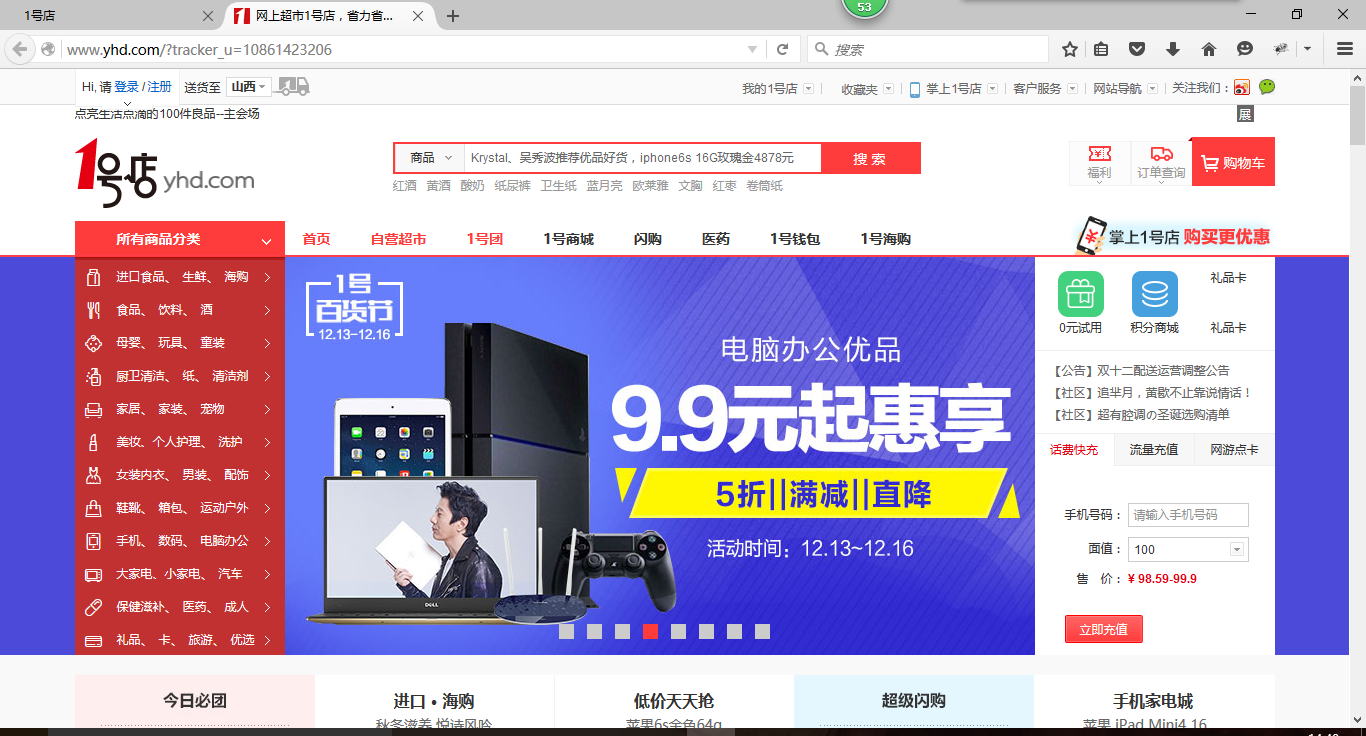 1号店
网上超市1号店，省力省...
53
www.yhd.com/?tracker_u=10861423206
搜索
Hi, 请 登录 / 注册 送货至 山西
我的1号店 收藏夹 掌上1号店 客户服务 网站导航 关注我们：
点亮生活点滴的100件良品--主会场
展
1号店 yhd.com
商品 Krystal、吴秀波推荐优品好货，iphone6s 16G玫瑰金4878元 搜 索
红酒 黄酒 酸奶 纸尿裤 卫生纸 蓝月亮 欧莱雅 文胸 红枣 卷筒纸
福利 订单查询 购物车
所有商品分类 首页 自营超市 1号团 1号商城 闪购 医药 1号钱包 1号海购
掌上1号店 购买更优惠
进口食品、 生鲜、 海购
食品、 饮料、 酒
母婴、 玩具、 童装
厨卫清洁、 纸、 清洁剂
家居、 家装、 宠物
美妆、个人护理、 洗护
女装内衣、 男装、 配饰
鞋靴、 箱包、 运动户外
手机、 数码、 电脑办公
大家电、小家电、 汽车
保健滋补、 医药、 成人
礼品、 卡、 旅游、 优选
1号
百货节
12.13~12.16
电脑办公优品
9.9元起惠享
5折||满减||直降
活动时间：12.13~12.16
DELL
礼品卡
0元试用 积分商城 礼品卡
【公告】双十二配送运营调整公告
【社区】追芈月，黄歇不止靠说情话！
【社区】超有腔调の圣诞选购清单
话费快充 流量充值 网游点卡
手机号码： 请输入手机号码
面值： 100
售 价： ¥ 98.59-99.9
立即充值
今日必团 进口 • 海购 低价天天抢 超级闪购 手机家电城
秋冬滋养 悦诗风吟 苹果6s金色64g 苹果 iPad Mini4 16